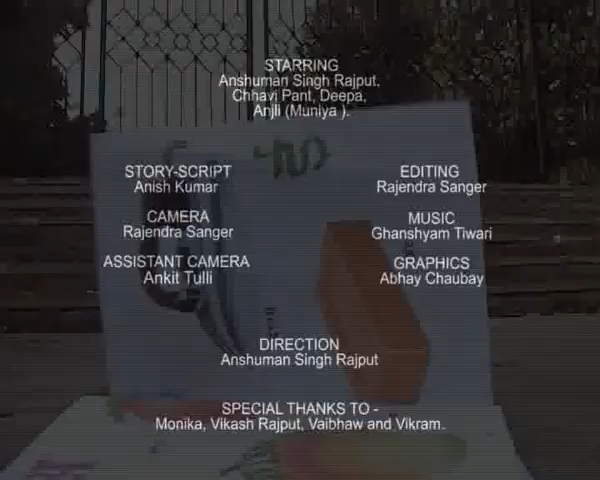 STARRING
Anshuman Singh Rajput,
Chhavi Pant, Deepa,
Anjli (Muniya ).
STORY-SCRIPT
Anish Kumar
CAMERA
Rajendra Sanger
ASSISTANT CAMERA
Ankit Tulli
EDITING
Rajendra Sanger
MUSIC
Ghanshyam Tiwari
GRAPHICS
Abhay Chaubay
DIRECTION
Anshuman Singh Rajput
SPECIAL THANKS TO -
Monika, Vikash Rajput, Vaibhaw and Vikram.